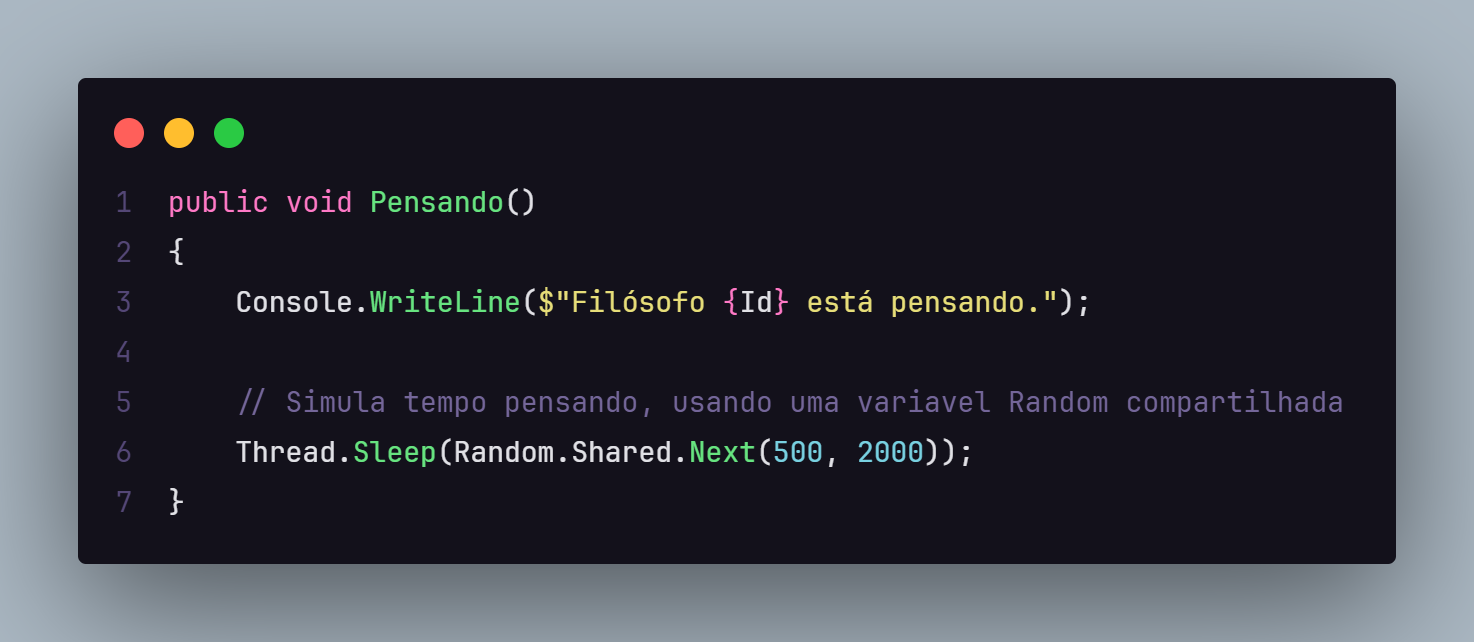 1 public void Pensando()
2 {
3     Console.WriteLine($"Filósofo {Id} está pensando.");
4
5     // Simula tempo pensando, usando uma variavel Random compartilhada
6     Thread.Sleep(Random.Shared.Next(500, 2000));
7 }